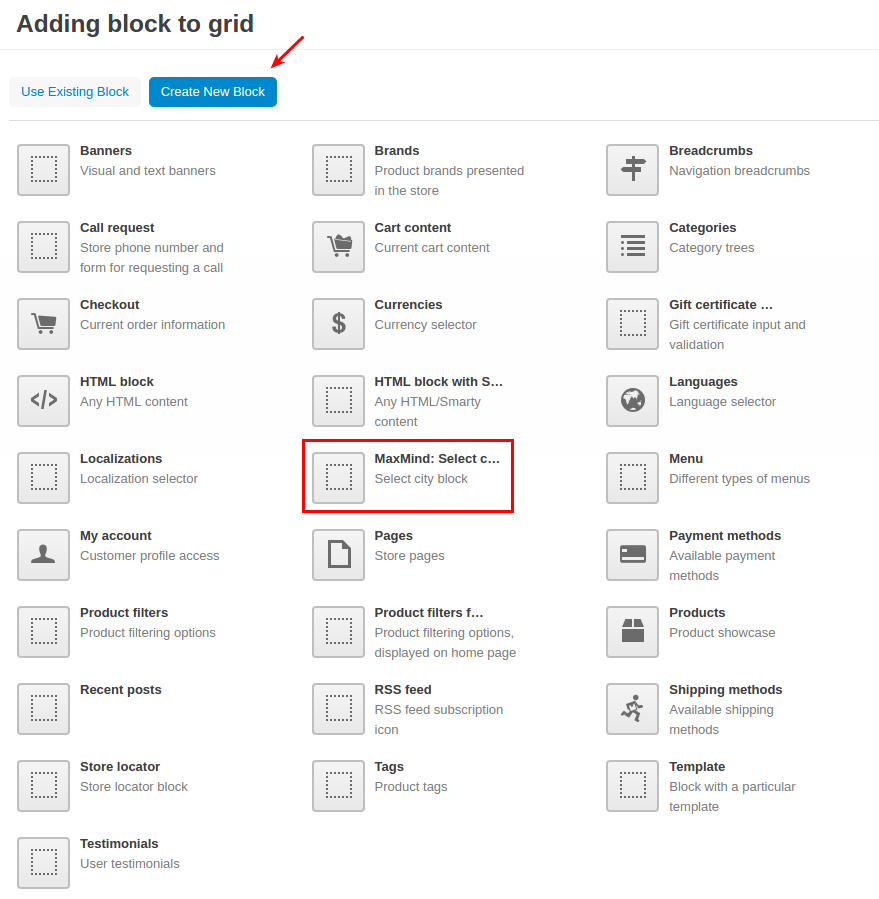 Adding block to grid
Use Existing Block
Create New Block
Banners
Visual and text banners
Brands
Product brands presented
in the store
Breadcrumbs
Navigation breadcrumbs
Call request
Store phone number and
form for requesting a call
Cart content
Current cart content
Categories
Category trees
Checkout
Current order information
Currencies
Currency selector
Gift certificate ...
Gift certificate input and
validation
HTML block
Any HTML content
HTML block with S...
Any HTML/Smarty
content
Languages
Language selector
Localizations
Localization selector
MaxMind: Select c...
Select city block
Menu
Different types of menus
My account
Customer profile access
Pages
Store pages
Payment methods
Available payment
methods
Product filters
Product filtering options
Product filters f...
Product filtering options,
displayed on home page
Products
Product showcase
Recent posts
RSS feed
RSS feed subscription
icon
Shipping methods
Available shipping
methods
Store locator
Store locator block
Tags
Product tags
Template
Block with a particular
template
Testimonials
User testimonials